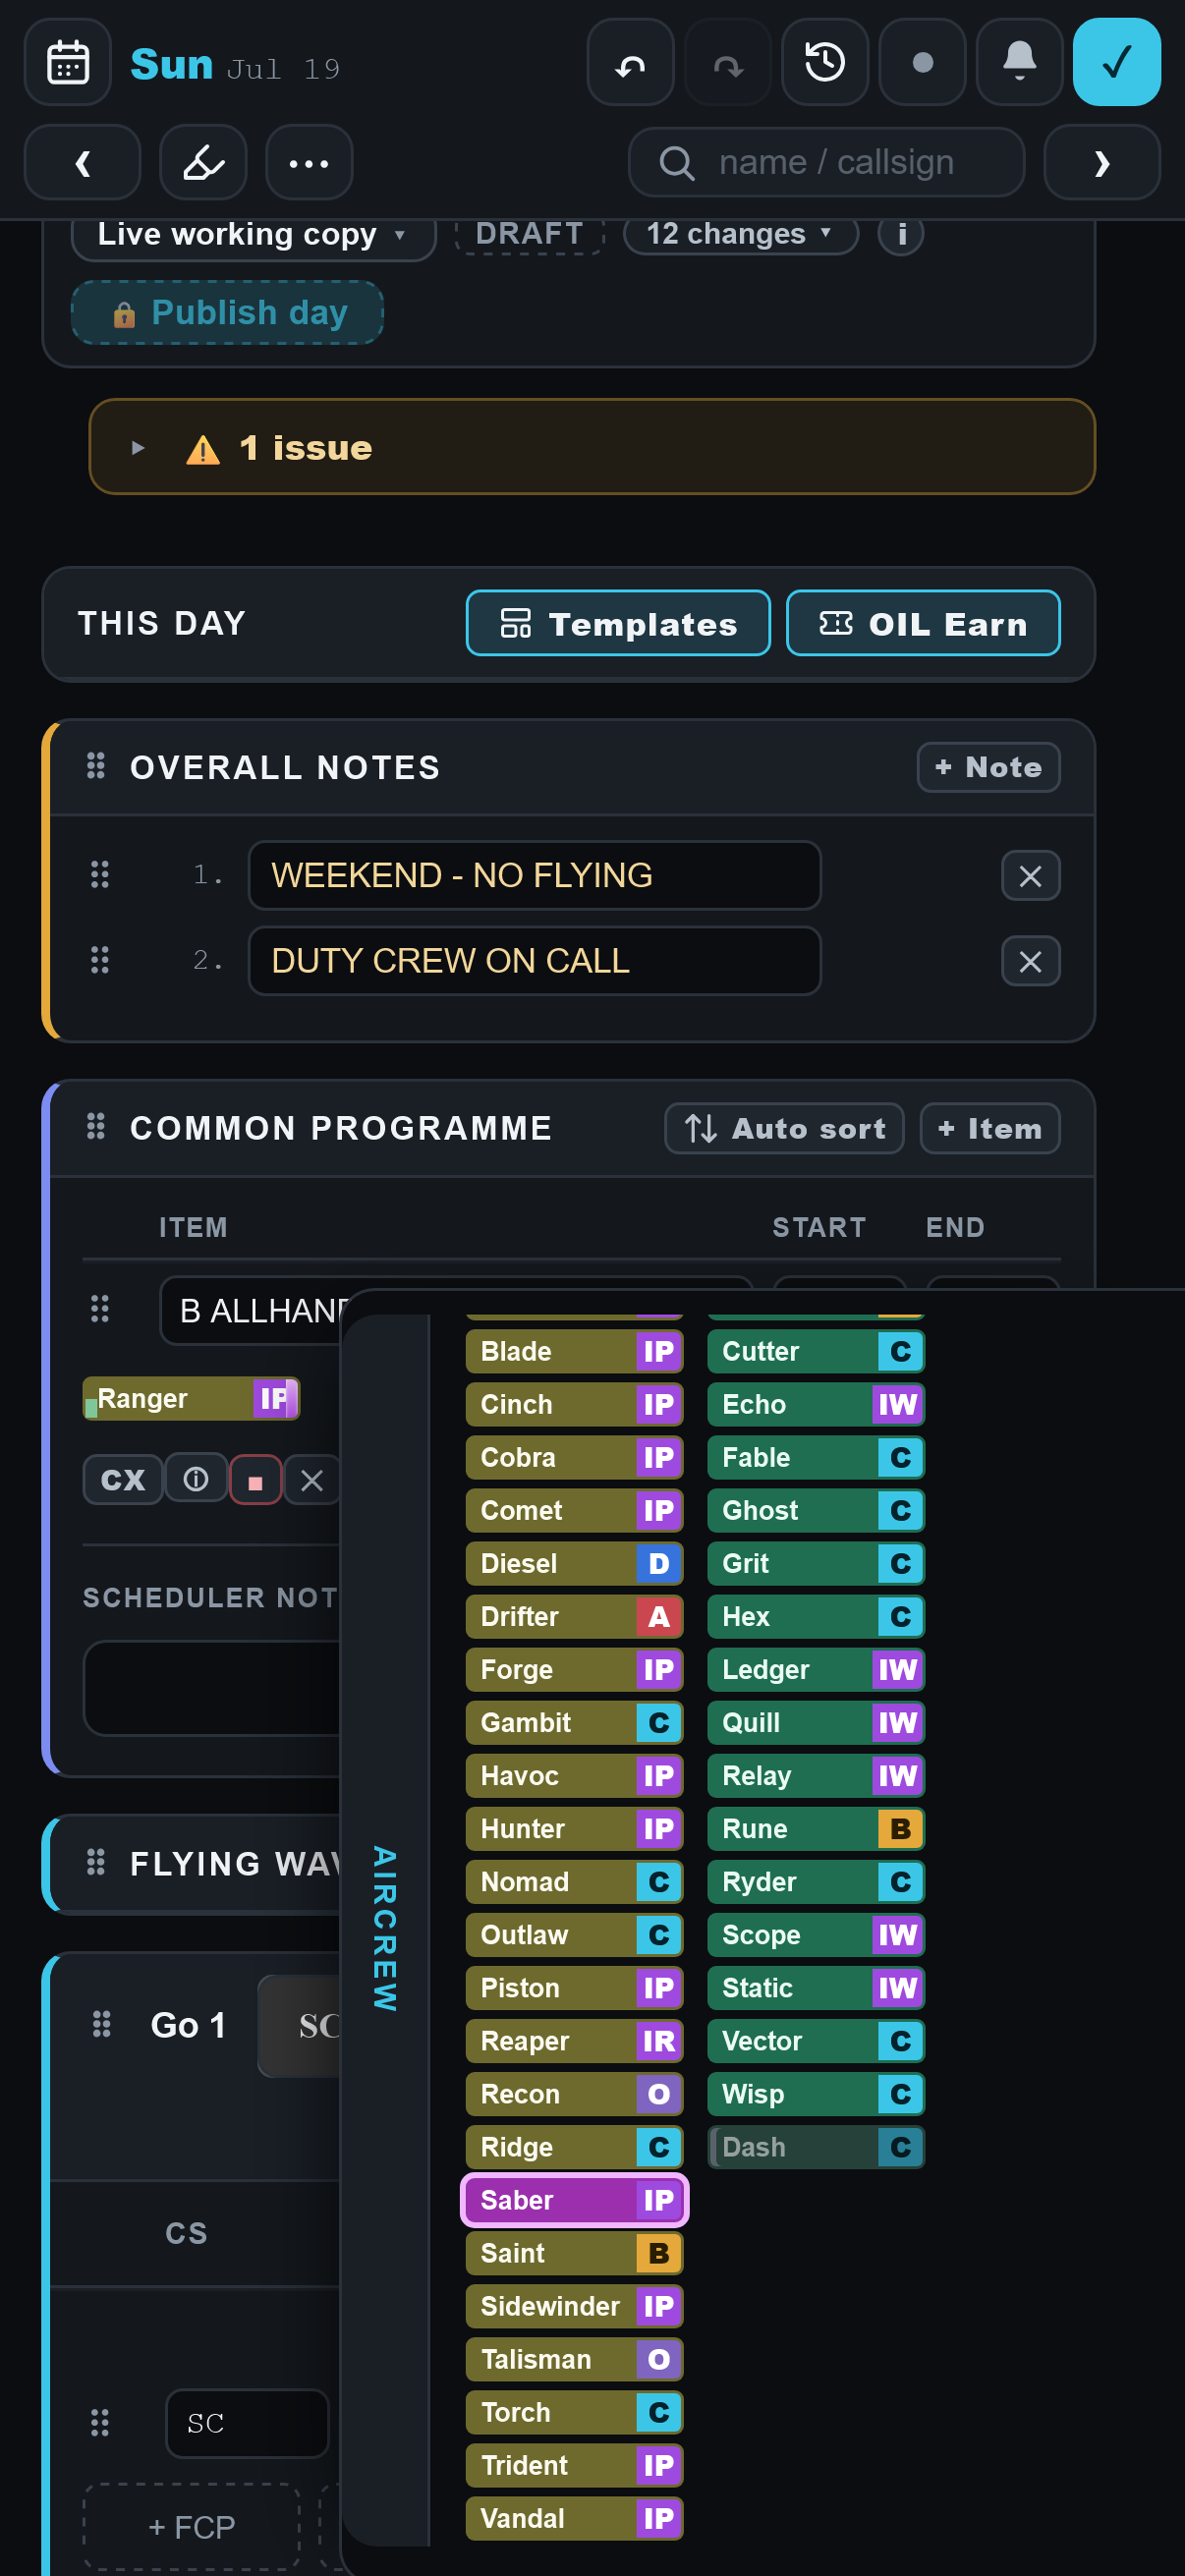 Sun Jul 19
name / callsign
Live working copy DRAFT 12 changes i
Publish day
1 issue
THIS DAY Templates OIL Earn
OVERALL NOTES + Note
1. WEEKEND - NO FLYING
2. DUTY CREW ON CALL
COMMON PROGRAMME Auto sort + Item
ITEM START END
B ALLHAN
Ranger
CX
SCHEDULER NOT
FLYING WA
Go 1 SC
CS
SC
+ FCP
AIRCREW
Blade IP
Cinch IP
Cobra IP
Comet IP
Diesel D
Drifter A
Forge IP
Gambit C
Havoc IP
Hunter IP
Nomad C
Outlaw C
Piston IP
Reaper IR
Recon O
Ridge C
Saber IP
Saint B
Sidewinder IP
Talisman O
Torch C
Trident IP
Vandal IP
Cutter C
Echo IW
Fable C
Ghost C
Grit C
Hex C
Ledger IW
Quill IW
Relay IW
Rune B
Ryder C
Scope IW
Static IW
Vector C
Wisp C
Dash C